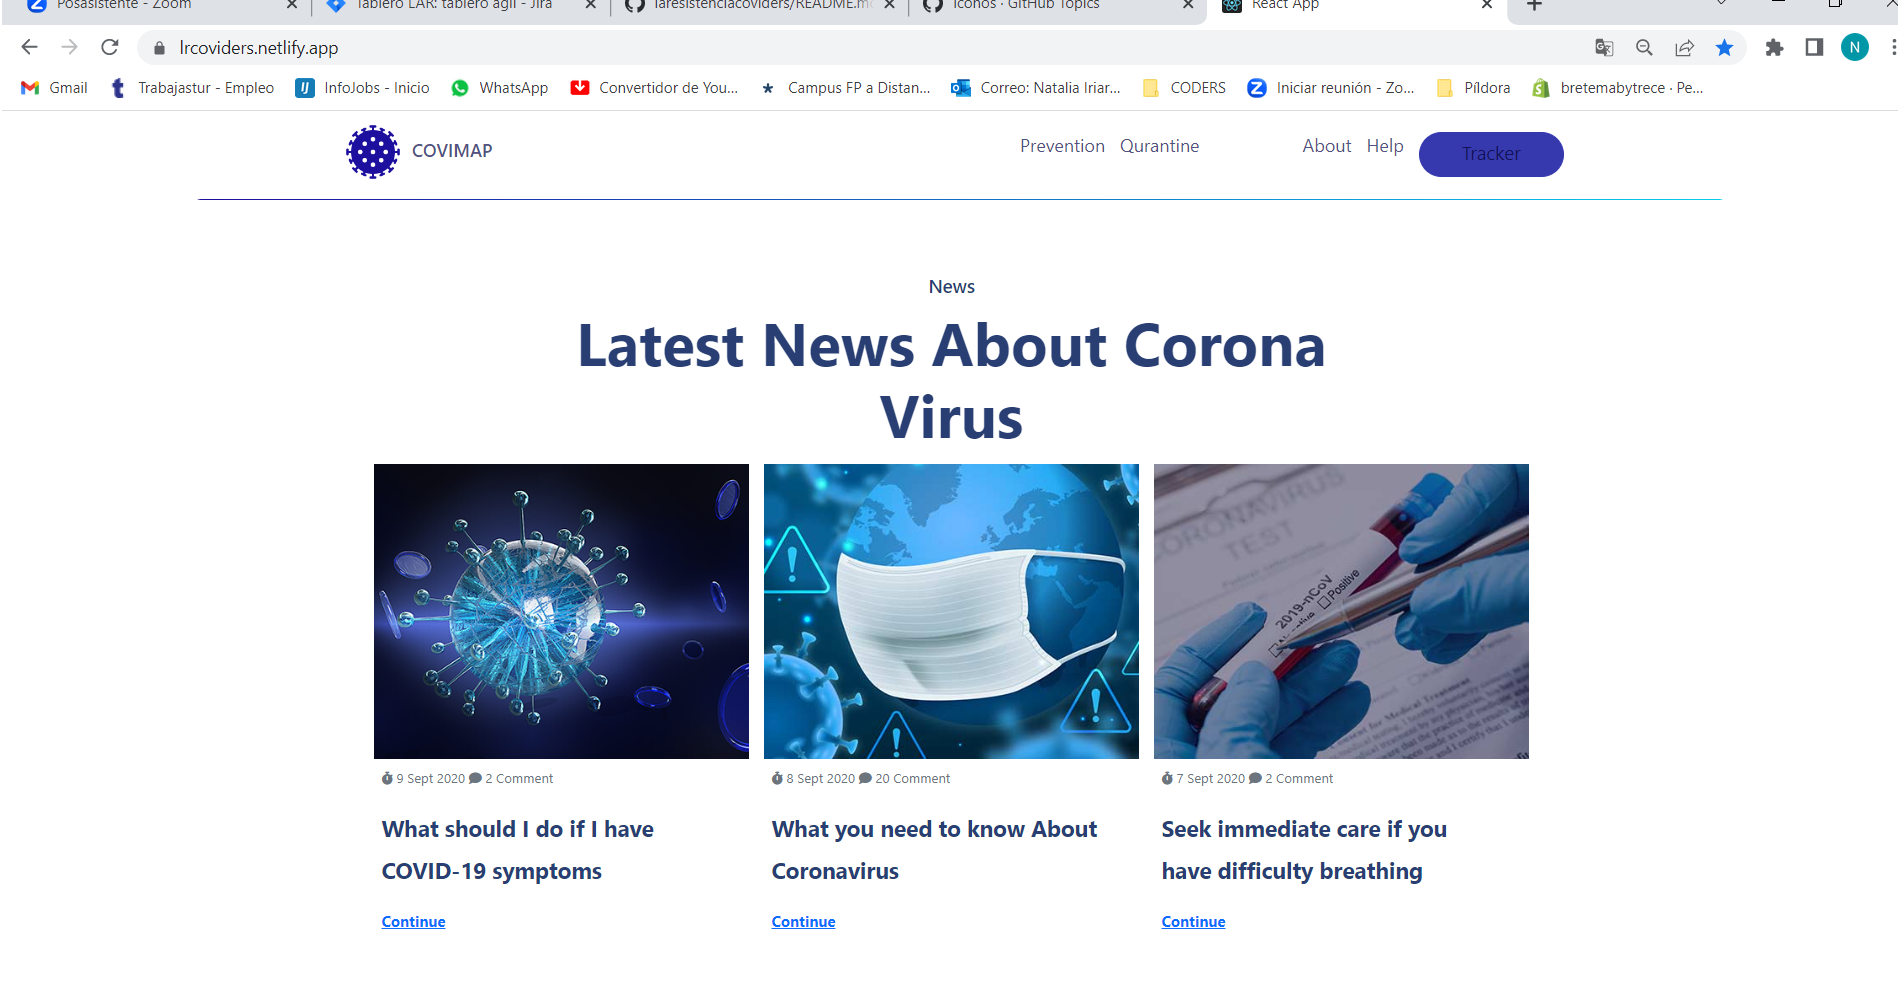 Posasistente - Zoom
Tablero LAR: tablero ágil - Jira
laresistenciacoviders/README.m
iconos · GitHub Topics
React App
lrcoviders.netlify.app
N
Gmail
Trabajastur - Empleo
InfoJobs - Inicio
WhatsApp
Convertidor de You...
Campus FP a Distan...
Correo: Natalia Iriar...
CODERS
Iniciar reunión - Zo...
Píldora
bretemabytrece · Pe...
COVIMAP
Prevention
Qurantine
About
Help
Tracker
News
Latest News About Corona
Virus
CORONAVIRUS
TEST
2019-nCoV
Positive
9 Sept 2020 2 Comment
What should I do if I have
COVID-19 symptoms
Continue
8 Sept 2020 20 Comment
What you need to know About
Coronavirus
Continue
7 Sept 2020 2 Comment
Seek immediate care if you
have difficulty breathing
Continue